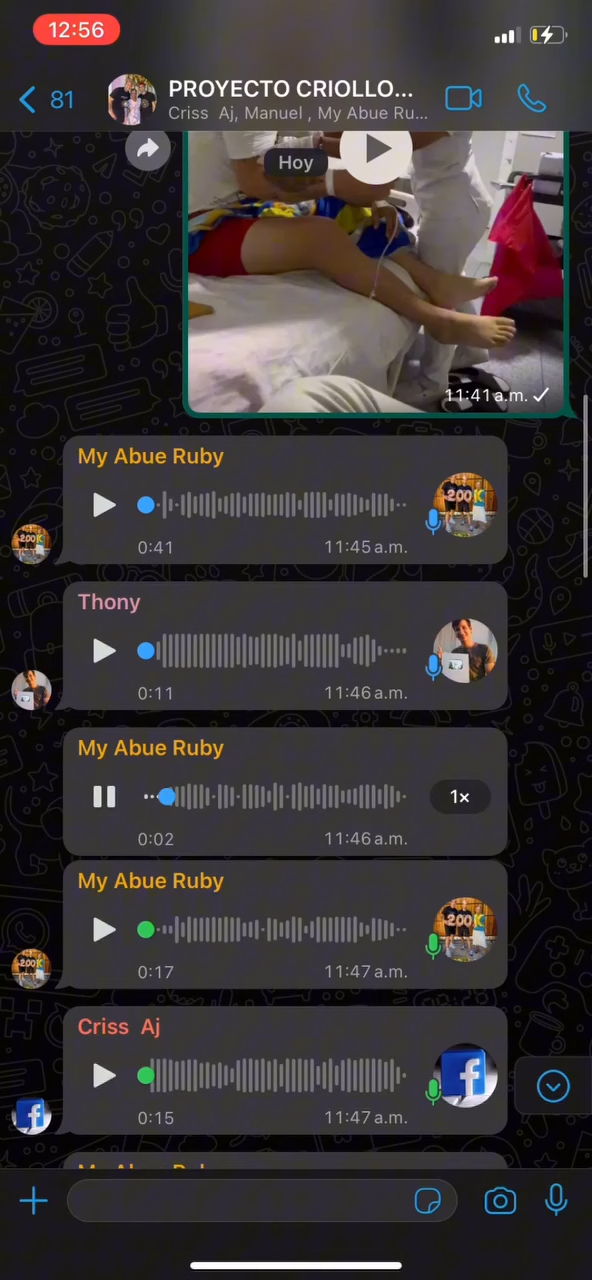 12:56
81
PROYECTO CRIOLLO...
Criss Aj, Manuel , My Abue Ru...
Hoy
11:41 a.m.
My Abue Ruby
200K
0:41
11:45 a.m.
Thony
0:11
11:46 a.m.
My Abue Ruby
1×
0:02
11:46 a.m.
My Abue Ruby
200K
0:17
11:47 a.m.
Criss Aj
f
0:15
11:47 a.m.